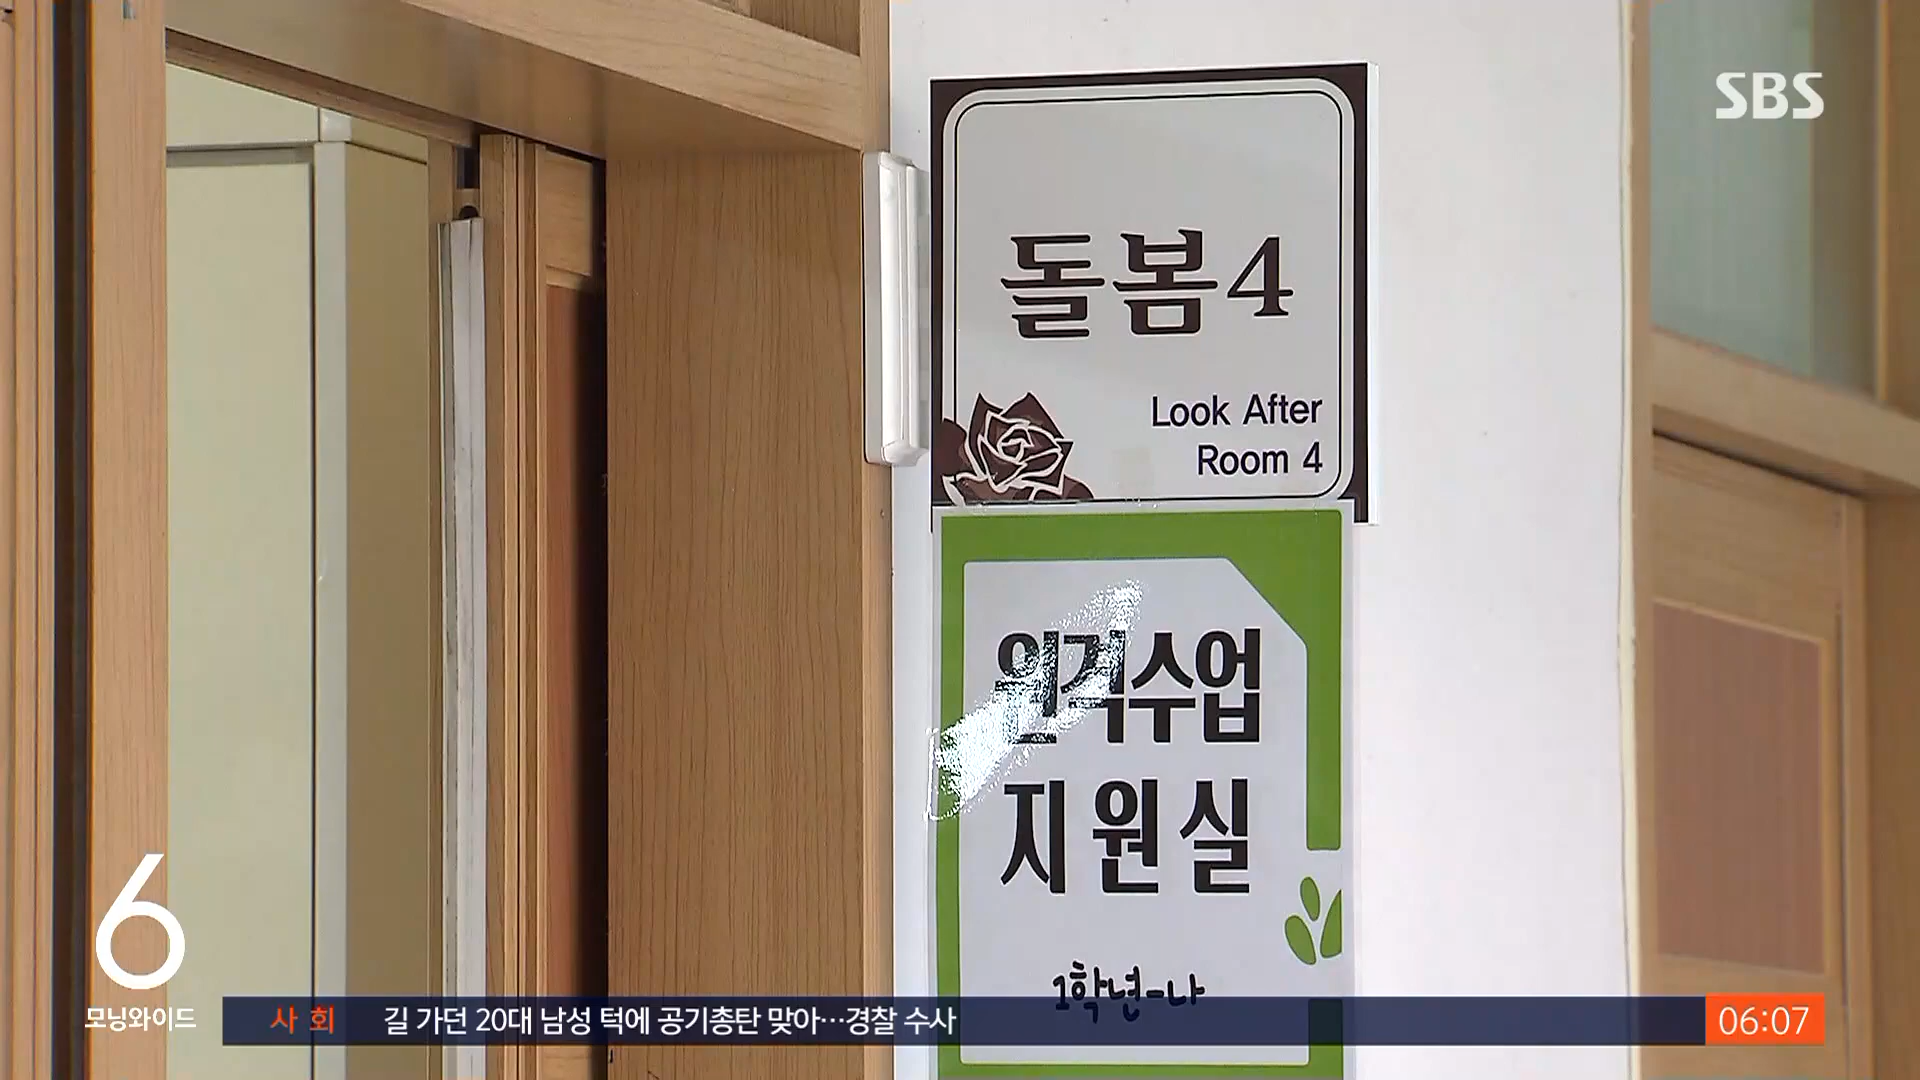 SBS
돌봄4
Look After
Room 4
원격수업
지원실
1학년-나
6
모닝와이드
사회 길 가던 20대 남성 턱에 공기총탄 맞아…경찰 수사 06:07